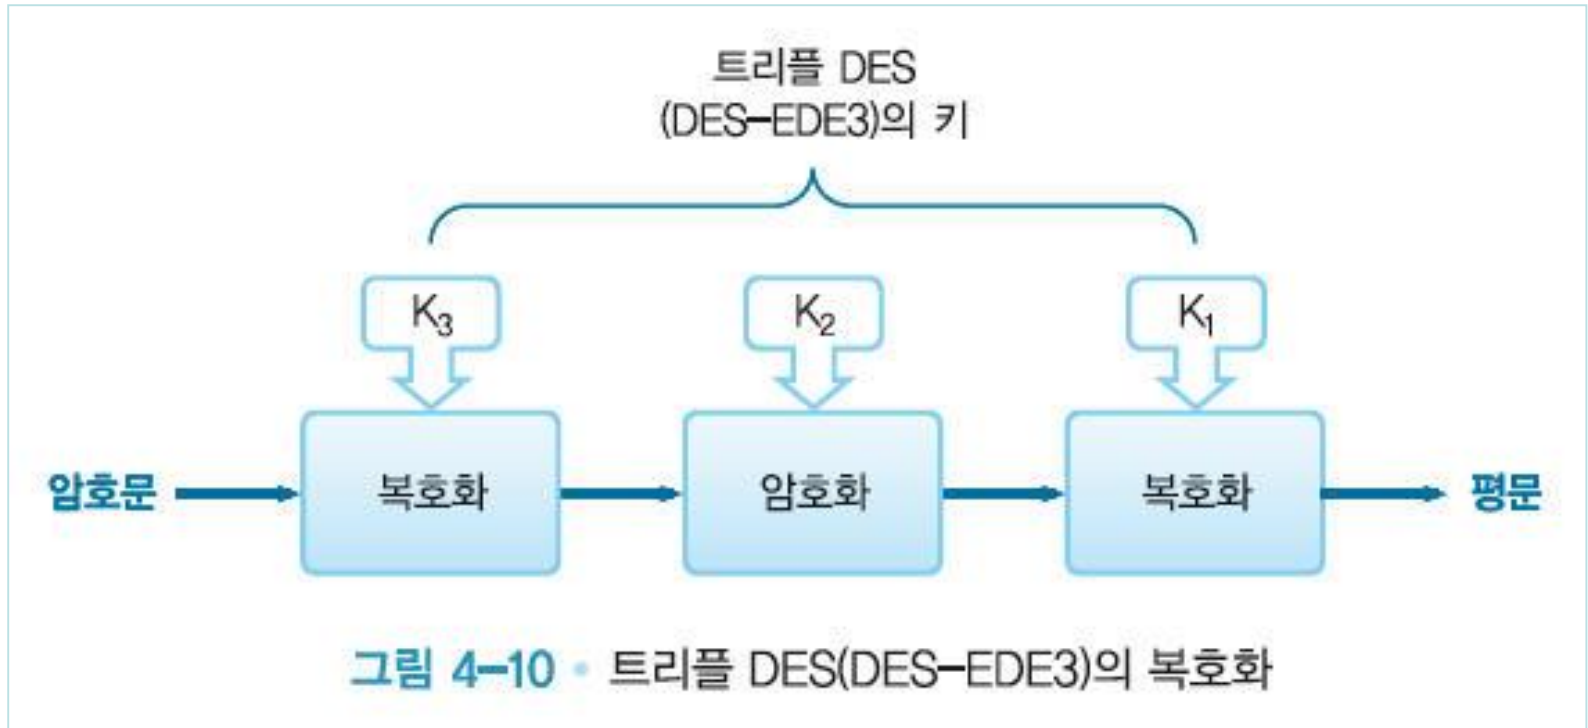 트리플 DES
(DES-EDE3)의 키
K₃
K₂
K₁
암호문
복호화
암호화
복호화
평문
그림 4-10 • 트리플 DES(DES-EDE3)의 복호화